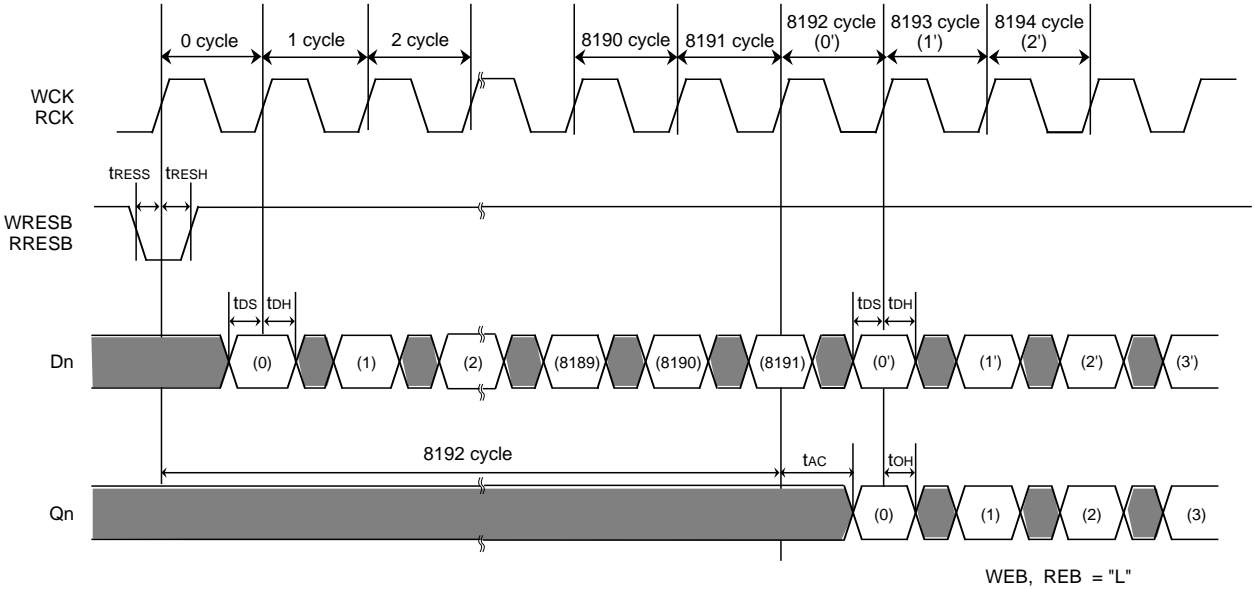 0 cycle 1 cycle 2 cycle 8190 cycle 8191 cycle 8192 cycle (0') 8193 cycle (1') 8194 cycle (2')
WCK
RCK
tRESS tRESH
WRESB
RRESB
tDS tDH tDS tDH
Dn (0) (1) (2) (8189) (8190) (8191) (0') (1') (2') (3')
8192 cycle tAC tOH
Qn (0) (1) (2) (3)
WEB, REB = "L"